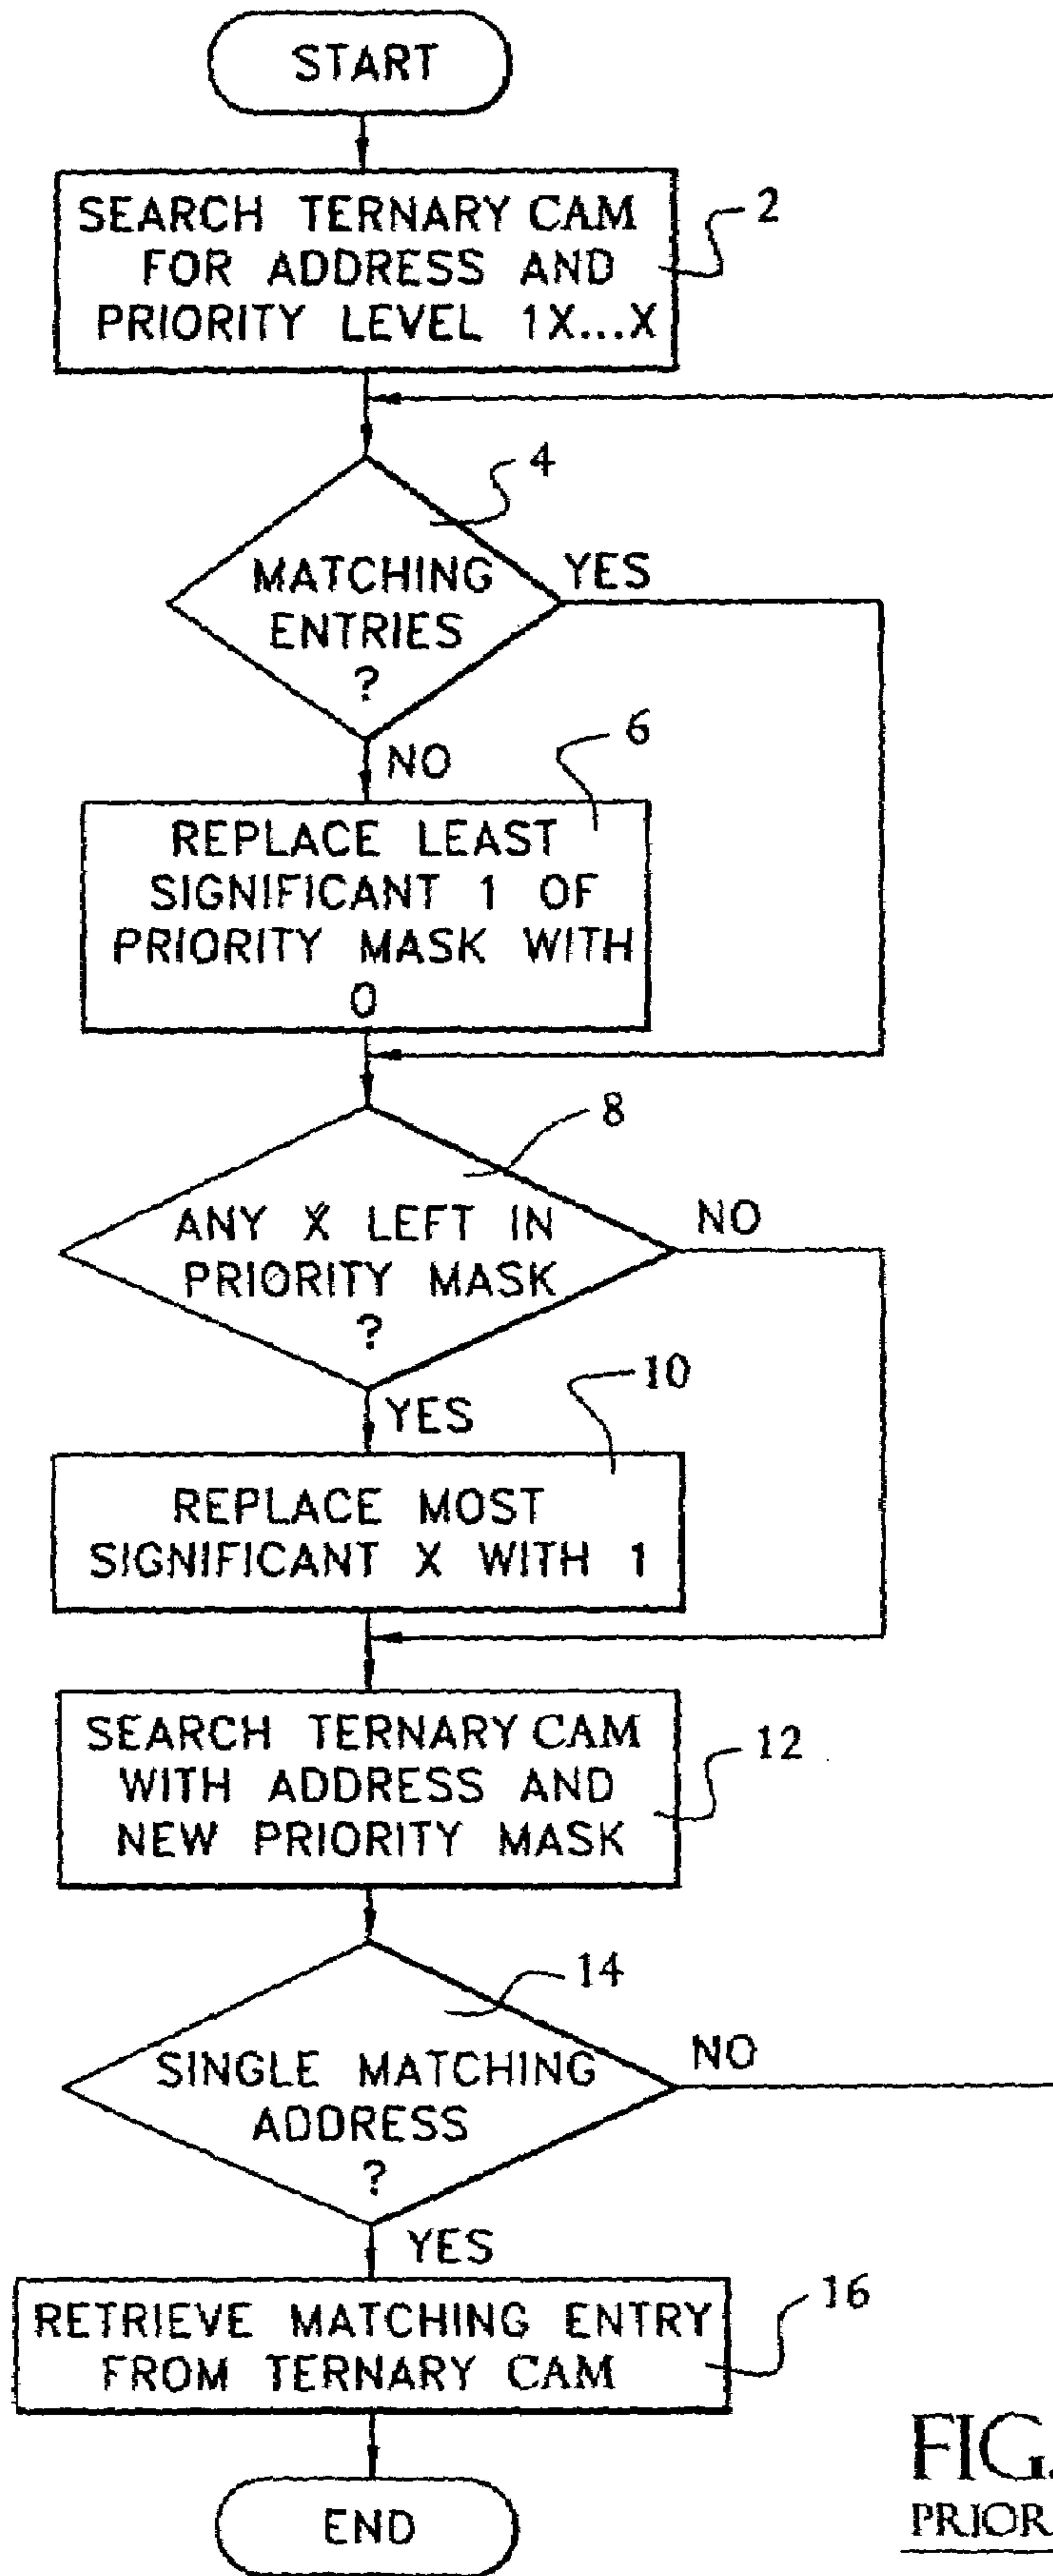 START
SEARCH TERNARY CAM
FOR ADDRESS AND
PRIORITY LEVEL 1X...X
2
4
MATCHING
ENTRIES
?
YES
NO
6
REPLACE LEAST
SIGNIFICANT 1 OF
PRIORITY MASK WITH
0
8
ANY X LEFT IN
PRIORITY MASK
?
NO
YES
10
REPLACE MOST
SIGNIFICANT X WITH 1
SEARCH TERNARY CAM
WITH ADDRESS AND
NEW PRIORITY MASK
12
14
SINGLE MATCHING
ADDRESS
?
NO
YES
16
RETRIEVE MATCHING ENTRY
FROM TERNARY CAM
END
FIG.
PRIOR